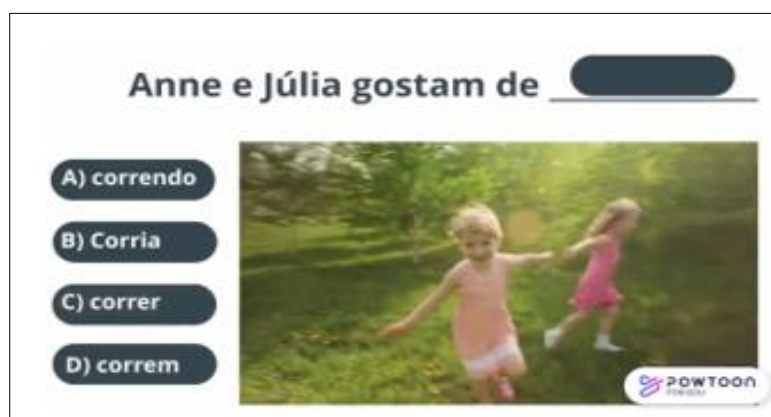 Anne e Júlia gostam de
A) correndo
B) Corria
C) correr
D) correm
POWTOON